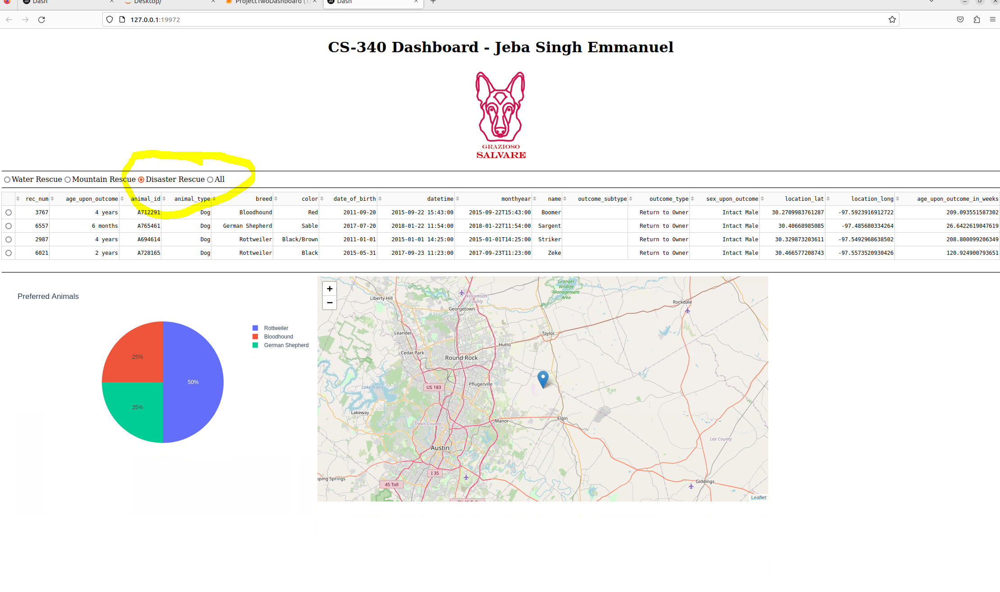 Dash Desktop/ ProjectTwoDashboard (1) Dash
127.0.0.1:19972
CS-340 Dashboard - Jeba Singh Emmanuel
GRAZIOSO
SALVARE
Water Rescue Mountain Rescue Disaster Rescue All
rec_num age_upon_outcome animal_id animal_type breed color date_of_birth datetime monthyear name outcome_subtype outcome_type sex_upon_outcome location_lat location_long age_upon_outcome_in_weeks
3767 4 years A712291 Dog Bloodhound Red 2011-09-20 2015-09-22 15:43:00 2015-09-22T15:43:00 Boomer Return to Owner Intact Male 30.2709983761287 -97.5923916912722 209.093551587302
6557 6 months A765461 Dog German Shepherd Sable 2017-07-20 2018-01-22 11:54:00 2018-01-22T11:54:00 Sargent Return to Owner Intact Male 30.40668985085 -97.485680334264 26.6422619047619
2987 4 years A694614 Dog Rottweiler Black/Brown 2011-01-01 2015-01-01 14:25:00 2015-01-01T14:25:00 Striker Return to Owner Intact Male 30.329873203611 -97.5492968638502 208.800099206349
6021 2 years A728165 Dog Rottweiler Black 2015-05-31 2017-09-23 11:23:00 2017-09-23T11:23:00 Zeke Return to Owner Intact Male 30.466577208743 -97.5573520930426 120.924900793651
Preferred Animals
Rottweiler
Bloodhound
German Shepherd
25%
50%
25%
+
−
Granger
Wildlife
Management
Area
Liberty Hill
Williamson
County
Rockdale
Georgetown
Leander
Taylor
Hutto
Cedar Park
Round Rock
Lake Travis
US 183
Pflugerville
Lakeway
Travis County
Manor
Elgin
Lee County
Austin
I 35
pping Springs
45 Toll
Giddings
Leaflet